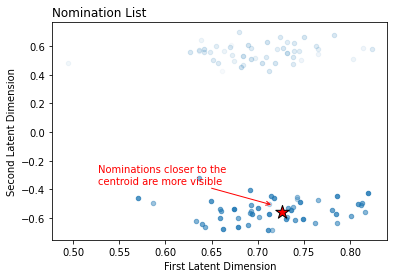 Nomination List
0.6
0.4
0.2
0.0
−0.2
−0.4
−0.6
Second Latent Dimension
Nominations closer to the
centroid are more visible
0.50
0.55
0.60
0.65
0.70
0.75
0.80
First Latent Dimension